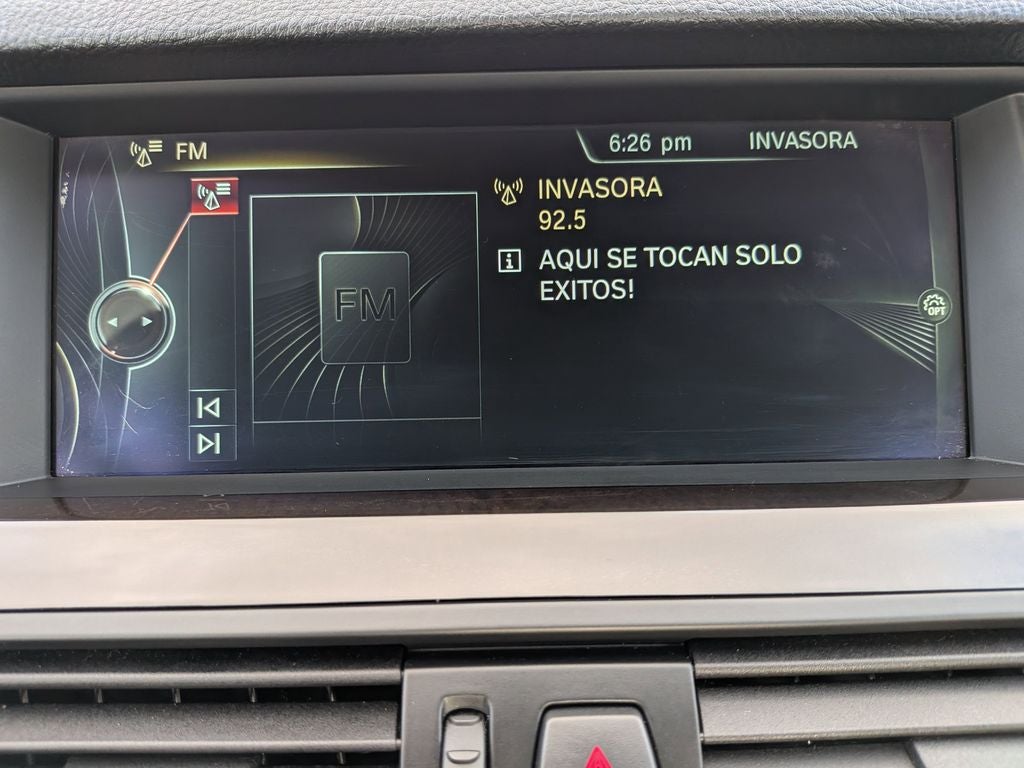 FM
6:26 pm
INVASORA
INVASORA
92.5
AQUI SE TOCAN SOLO
EXITOS!
FM
OPT